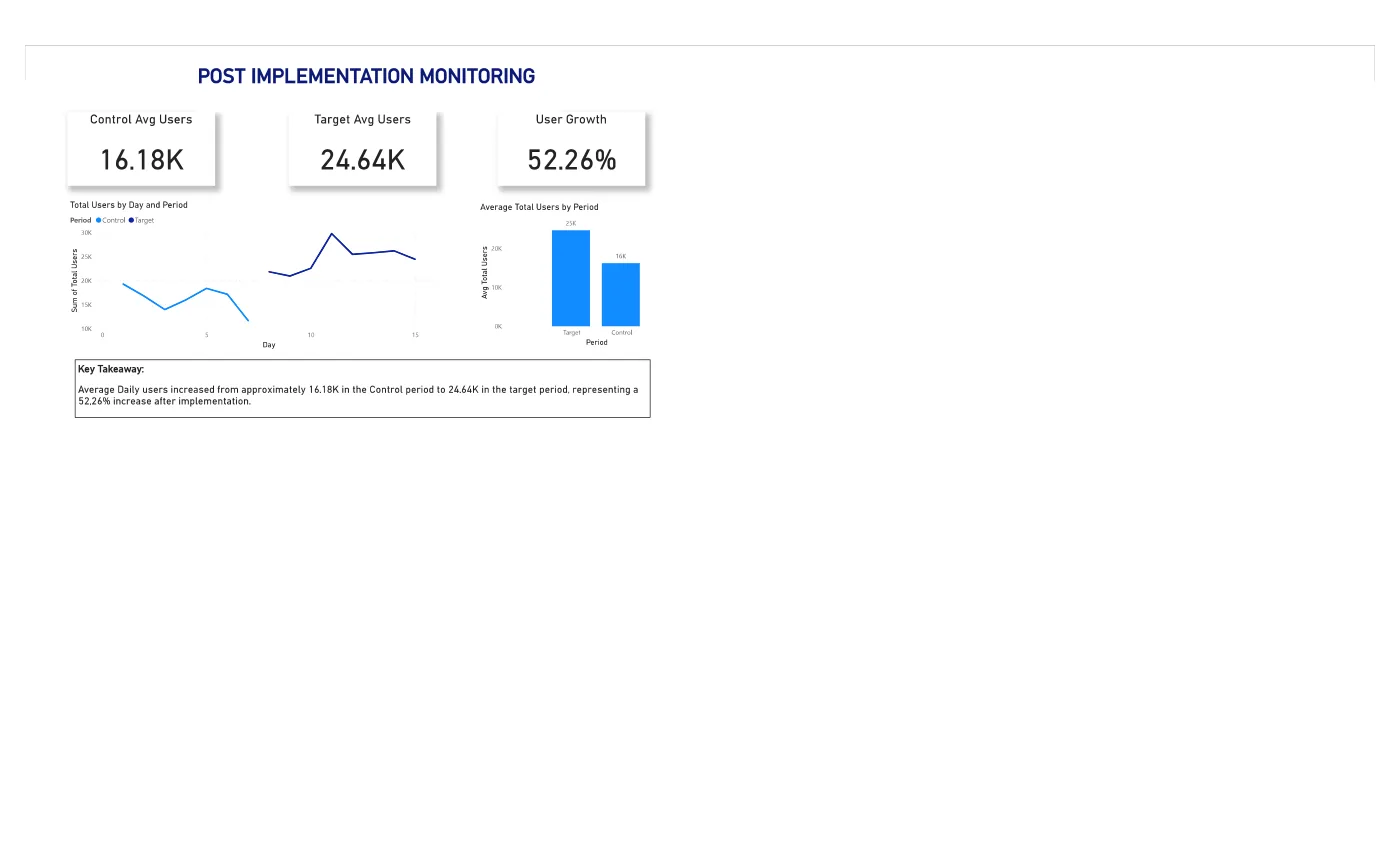 POST IMPLEMENTATION MONITORING
Control Avg Users
16.18K
Target Avg Users
24.64K
User Growth
52.26%
Total Users by Day and Period
Period Control Target
Sum of Total Users
30K
25K
20K
15K
10K
0 5 10 15
Day
Average Total Users by Period
Avg Total Users
20K
10K
0K
25K
16K
Target Control
Period
Key Takeaway:
Average Daily users increased from approximately 16.18K in the Control period to 24.64K in the target period, representing a
52.26% increase after implementation.